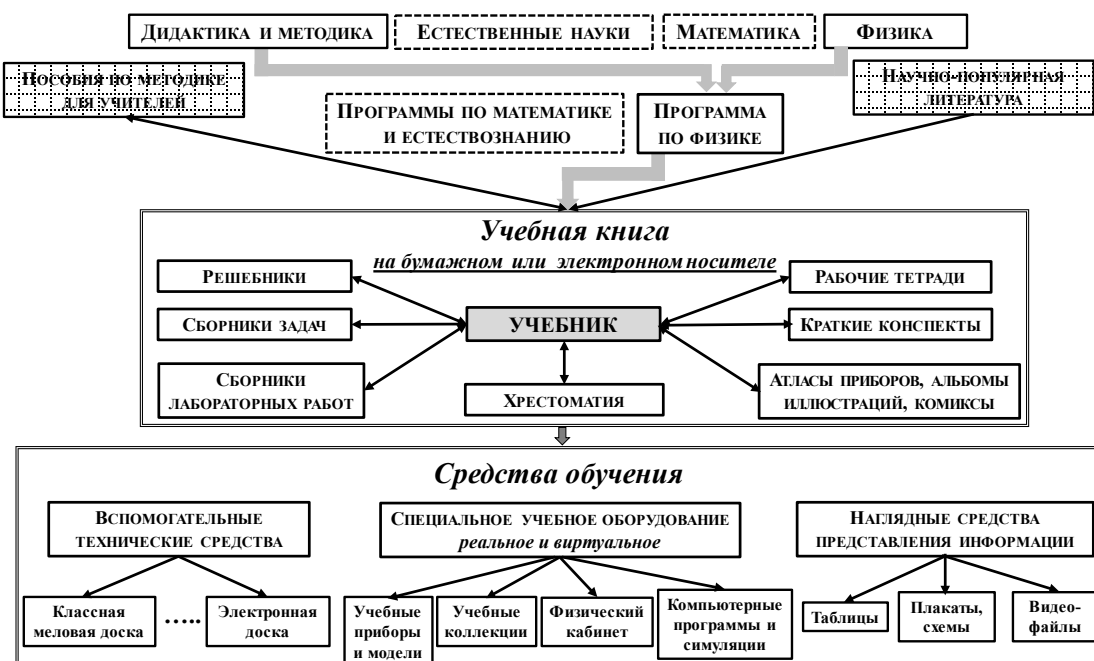 ДИДАКТИКА И МЕТОДИКА
ЕСТЕСТВЕННЫЕ НАУКИ
МАТЕМАТИКА
ФИЗИКА
ПОСОБИЯ ПО МЕТОДИКЕ
ДЛЯ УЧИТЕЛЕЙ
НАУЧНО-ПОПУЛЯРНАЯ
ЛИТЕРАТУРА
ПРОГРАММЫ ПО МАТЕМАТИКЕ
И ЕСТЕСТВОЗНАНИЮ
ПРОГРАММА
ПО ФИЗИКЕ
Учебная книга
на бумажном или электронном носителе
РЕШЕБНИКИ
РАБОЧИЕ ТЕТРАДИ
СБОРНИКИ ЗАДАЧ
УЧЕБНИК
КРАТКИЕ КОНСПЕКТЫ
СБОРНИКИ
ЛАБОРАТОРНЫХ РАБОТ
ХРЕСТОМАТИЯ
АТЛАСЫ ПРИБОРОВ, АЛЬБОМЫ
ИЛЛЮСТРАЦИЙ, КОМИКСЫ
Средства обучения
ВСПОМОГАТЕЛЬНЫЕ
ТЕХНИЧЕСКИЕ СРЕДСТВА
СПЕЦИАЛЬНОЕ УЧЕБНОЕ ОБОРУДОВАНИЕ
реальное и виртуальное
НАГЛЯДНЫЕ СРЕДСТВА
ПРЕДСТАВЛЕНИЯ ИНФОРМАЦИИ
Классная
меловая доска
.....
Электронная
доска
Учебные
приборы
и модели
Учебные
коллекции
Физический
кабинет
Компьютерные
программы и
симуляции
Таблицы
Плакаты,
схемы
Видео-
файлы